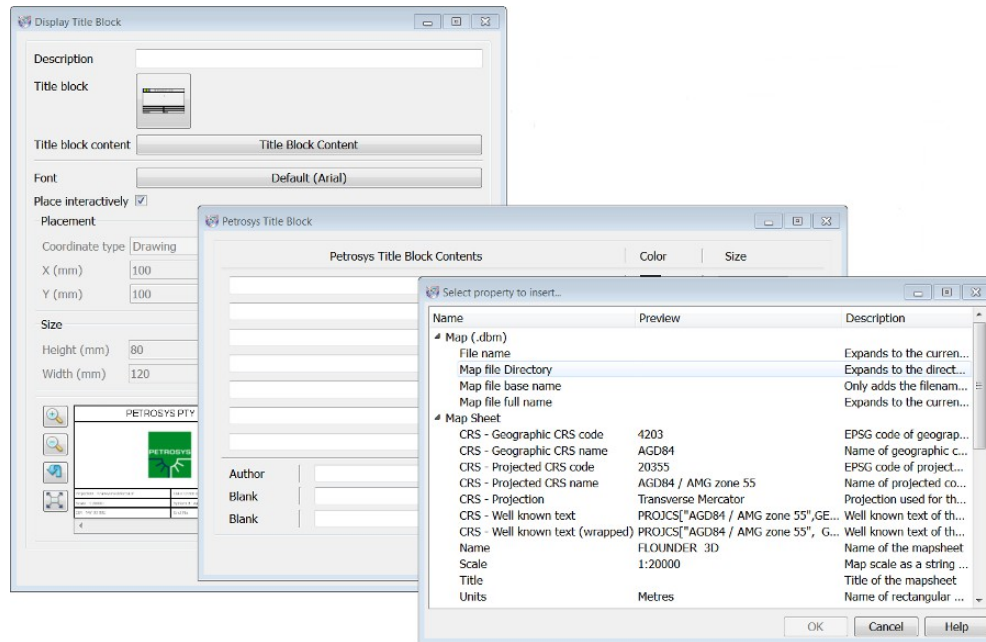 Display Title Block
Description
Title block
Title block content Title Block Content
Font Default (Arial)
Place interactively
Placement
Coordinate type Drawing
X (mm) 100
Y (mm) 100
Size
Height (mm) 80
Width (mm) 120
PETROSYS PTY
PETROSYS
Petrosys Title Block
Petrosys Title Block Contents Color Size
Author
Blank
Blank
Select property to insert...
Name Preview Description
Map (.dbm)
File name Expands to the curren...
Map file Directory Expands to the direct...
Map file base name Only adds the filenam...
Map file full name Expands to the curren...
Map Sheet
CRS - Geographic CRS code 4203 EPSG code of geograp...
CRS - Geographic CRS name AGD84 Name of geographic c...
CRS - Projected CRS code 20355 EPSG code of project...
CRS - Projected CRS name AGD84 / AMG zone 55 Name of projected co...
CRS - Projection Transverse Mercator Projection used for th...
CRS - Well known text PROJCS["AGD84 / AMG zone 55",GE... Well known text of th...
CRS - Well known text (wrapped) PROJCS["AGD84 / AMG zone 55", G... Well known text of th...
Name FLOUNDER 3D Name of the mapsheet
Scale 1:20000 Map scale as a string ...
Title Title of the mapsheet
Units Metres Name of rectangular ...
OK Cancel Help